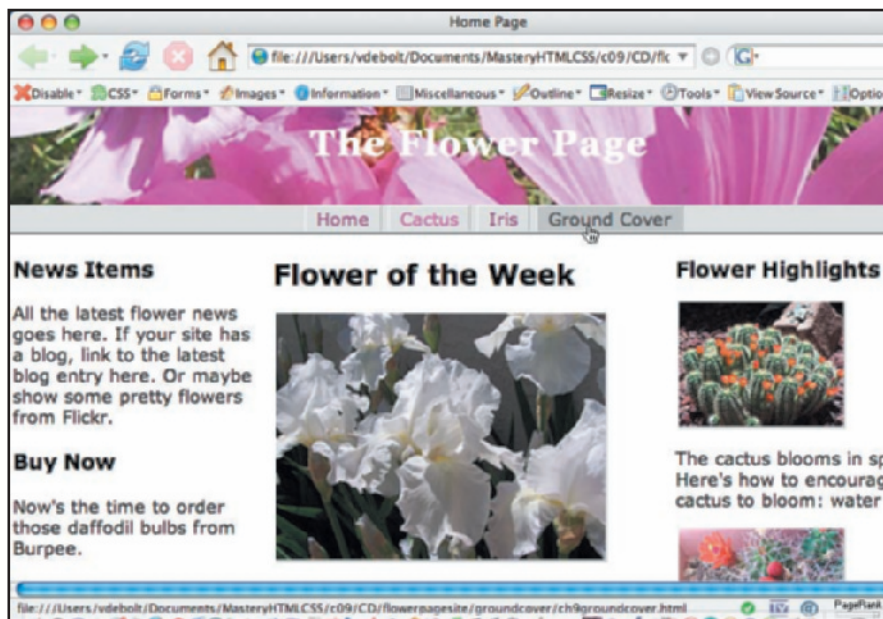 Home Page
file:///Users/vdebolt/Documents/MasteryHTMLCSS/c09/CD/flc
G
Disable CSS Forms Images Information Miscellaneous Outline Resize Tools View Source Optio
The Flower Page
Home Cactus Iris Ground Cover
News Items
All the latest flower news
goes here. If your site has
a blog, link to the latest
blog entry here. Or maybe
show some pretty flowers
from Flickr.
Buy Now
Now's the time to order
those daffodil bulbs from
Burpee.
Flower of the Week
Flower Highlights
The cactus blooms in sp
Here's how to encourag
cactus to bloom: water
file:///Users/vdebolt/Documents/MasteryHTMLCSS/c09/CD/flowerpagesite/groundcover/ch9groundcover.html PageRank